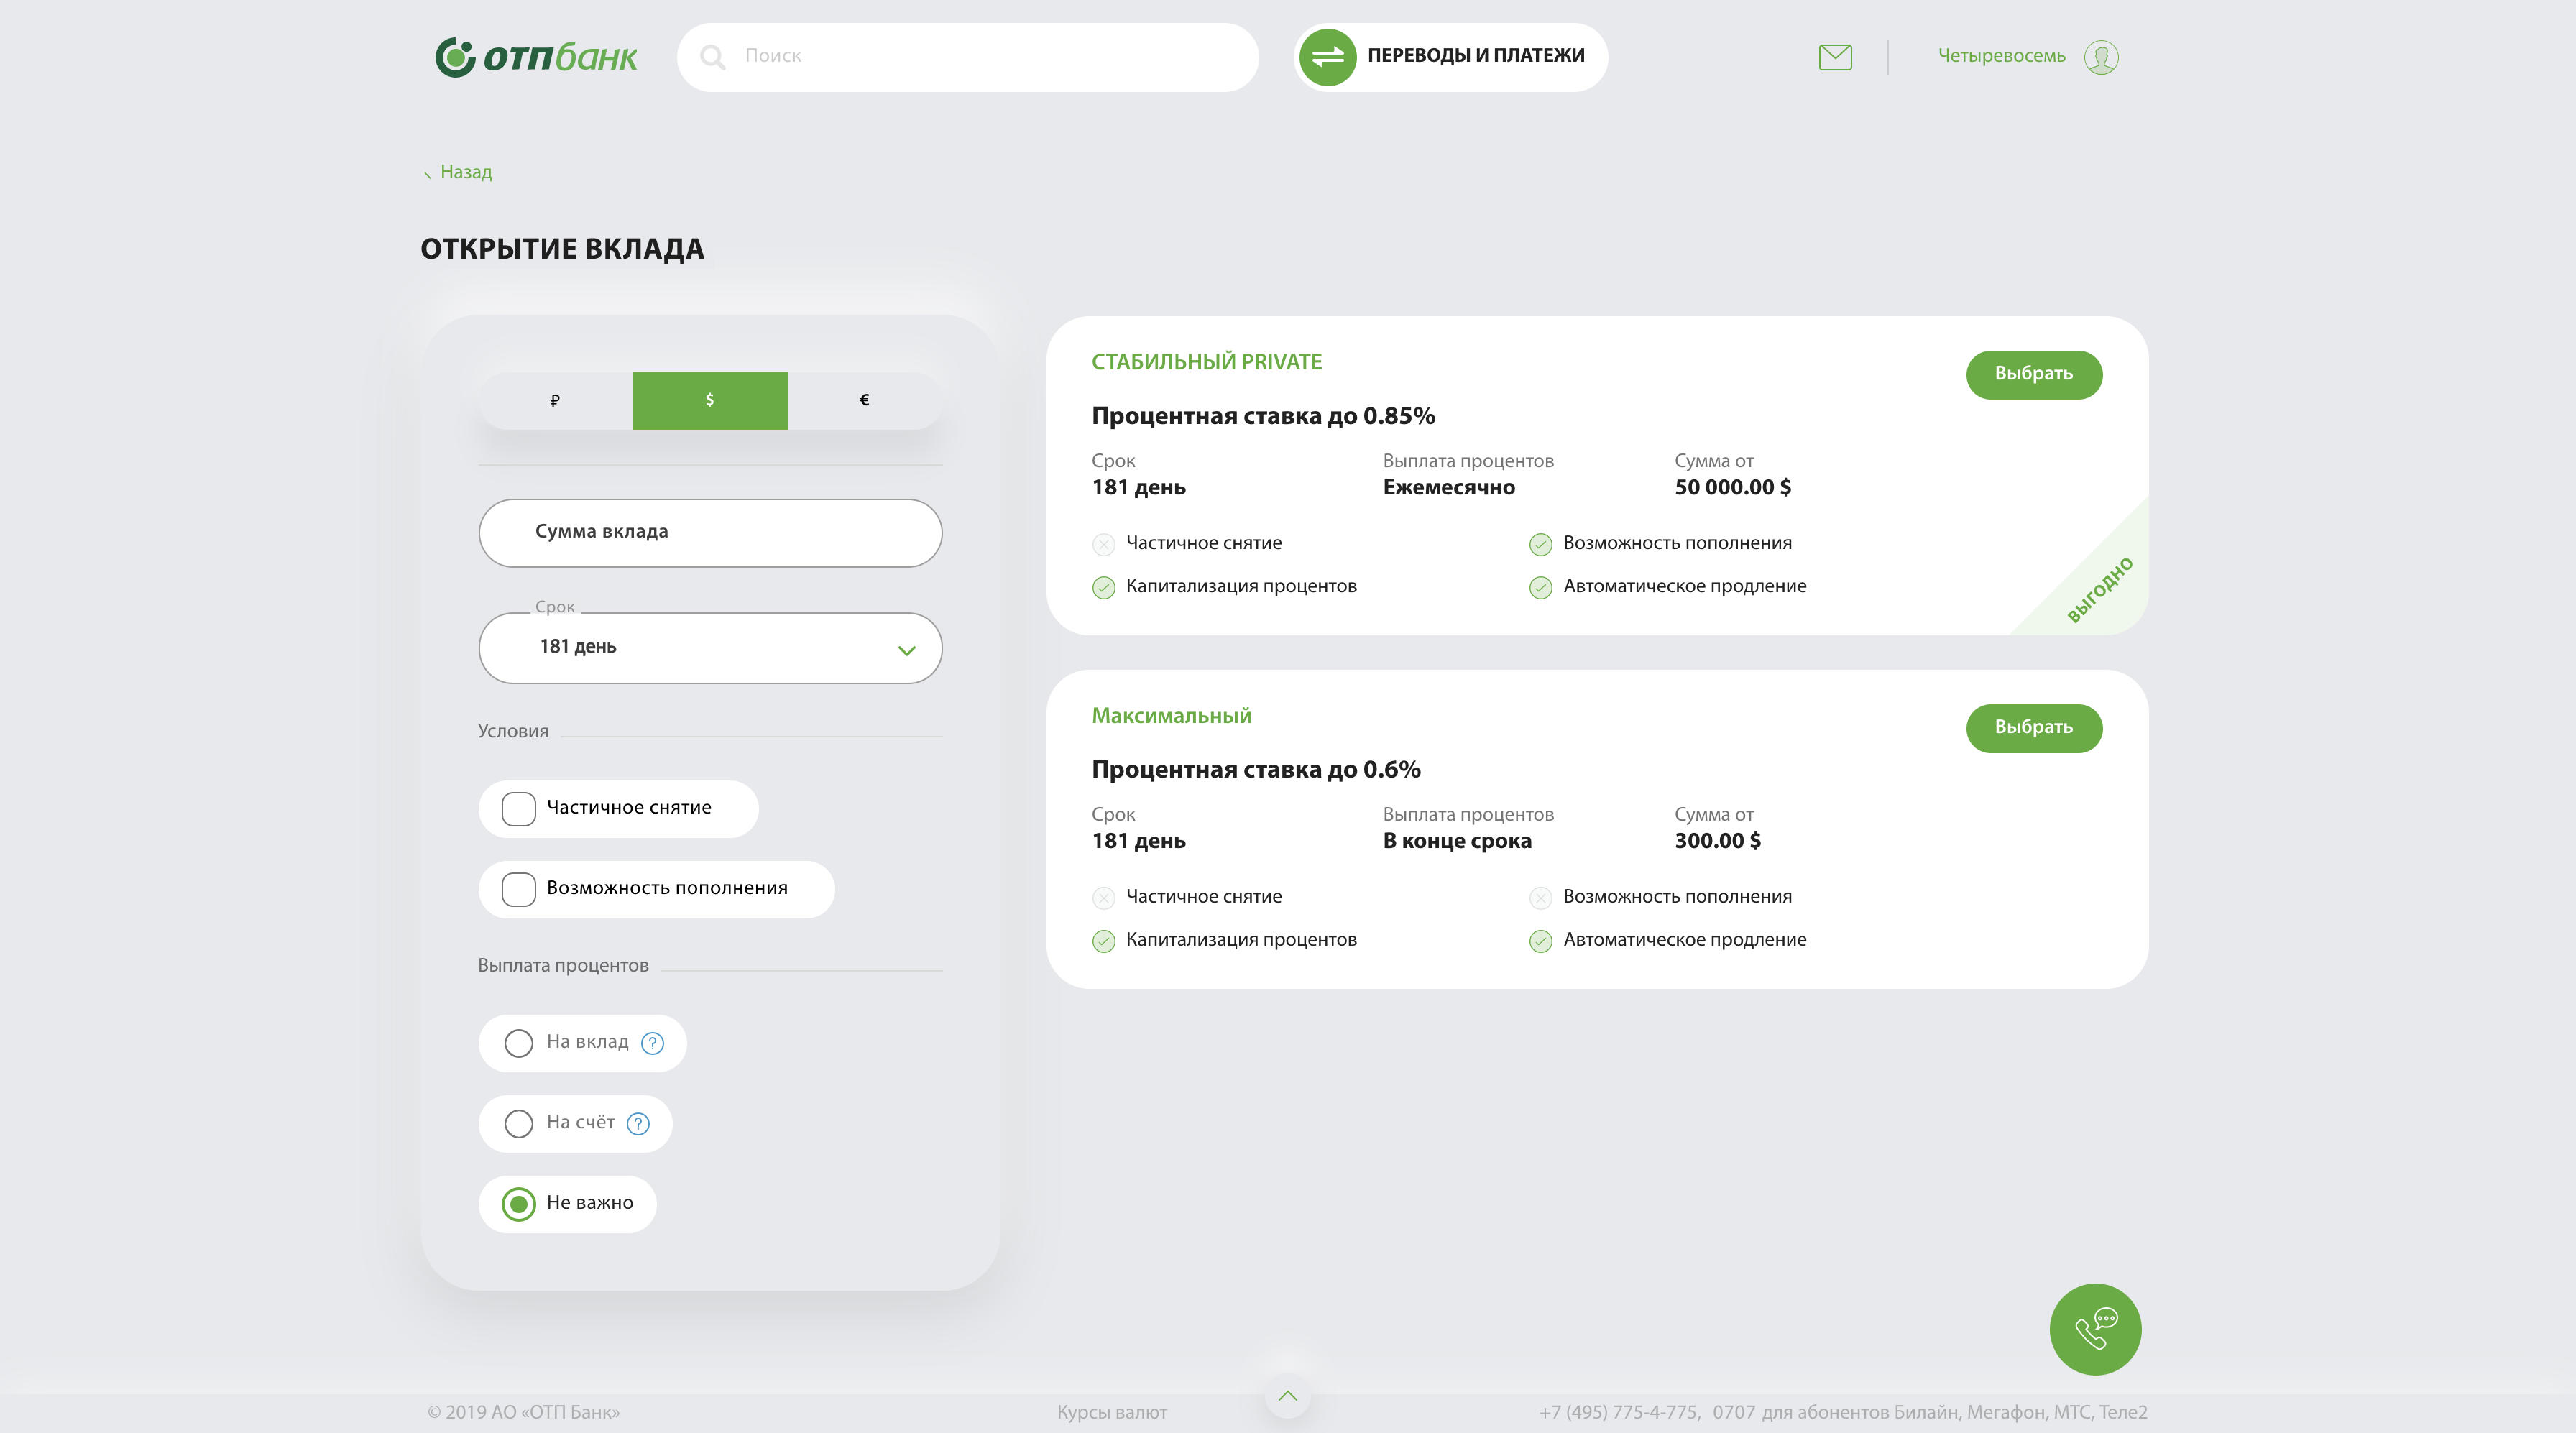 отпбанк
Поиск
ПЕРЕВОДЫ И ПЛАТЕЖИ
Четыревосемь
Назад
ОТКРЫТИЕ ВКЛАДА
₽
$
€
Сумма вклада
Срок
181 день
Условия
Частичное снятие
Возможность пополнения
Выплата процентов
На вклад ?
На счёт ?
Не важно
СТАБИЛЬНЫЙ PRIVATE
Выбрать
Процентная ставка до 0.85%
Срок
181 день
Выплата процентов
Ежемесячно
Сумма от
50 000.00 $
Частичное снятие
Возможность пополнения
Капитализация процентов
Автоматическое продление
ВЫГОДНО
Максимальный
Выбрать
Процентная ставка до 0.6%
Срок
181 день
Выплата процентов
В конце срока
Сумма от
300.00 $
Частичное снятие
Возможность пополнения
Капитализация процентов
Автоматическое продление
© 2019 АО «ОТП Банк»
Курсы валют
+7 (495) 775-4-775, 0707 для абонентов Билайн, Мегафон, МТС, Теле2